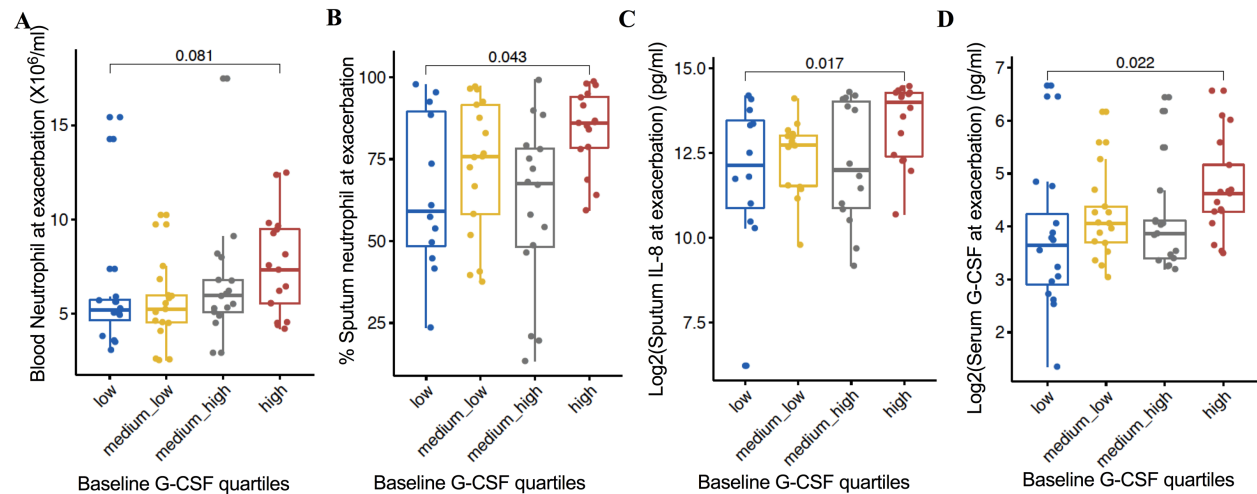 A
Blood Neutrophil at exacerbation (X10⁶/ml)
0.081
15
10
5
low
medium_low
medium_high
high
Baseline G-CSF quartiles
B
% Sputum neutrophil at exacerbation
0.043
100
75
50
25
low
medium_low
medium_high
high
Baseline G-CSF quartiles
C
Log2(Sputum IL-8 at exacerbation) (pg/ml)
0.017
15.0
12.5
10.0
7.5
low
medium_low
medium_high
high
Baseline G-CSF quartiles
D
Log2(Serum G-CSF at exacerbation) (pg/ml)
0.022
7
6
5
4
3
2
low
medium_low
medium_high
high
Baseline G-CSF quartiles